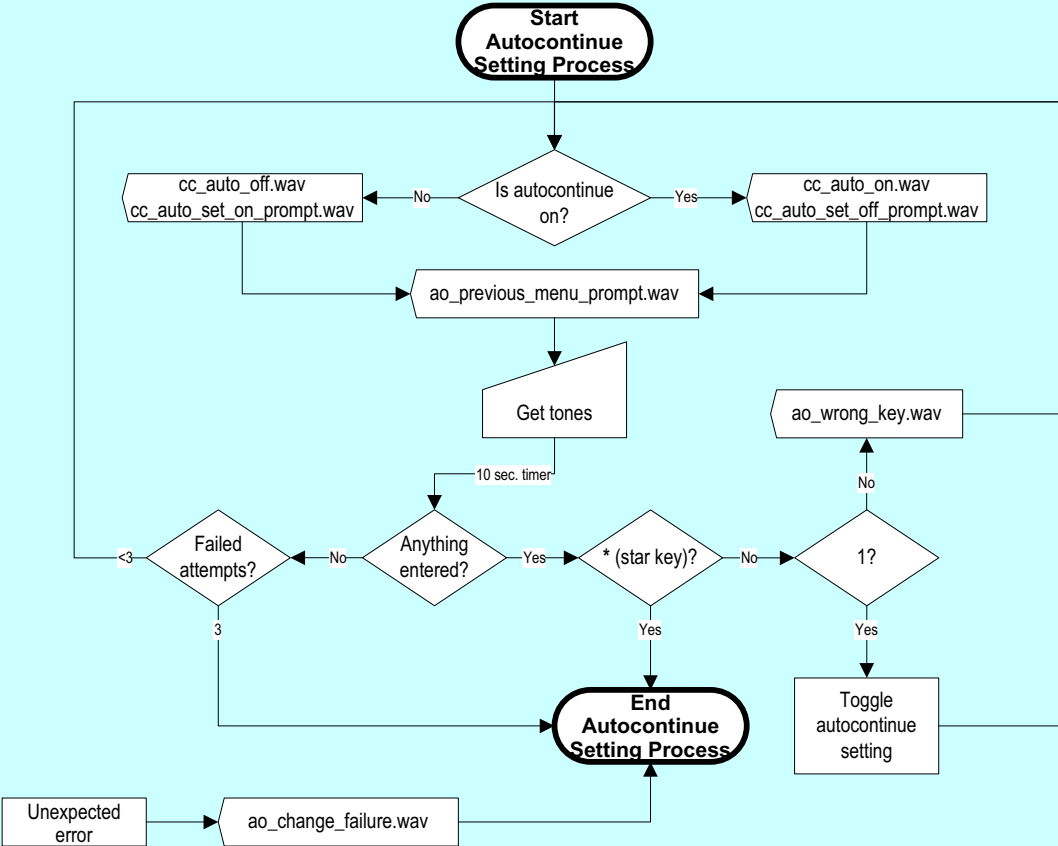 Start
Autocontinue
Setting Process
Is autocontinue
on?
No
Yes
cc_auto_off.wav
cc_auto_set_on_prompt.wav
cc_auto_on.wav
cc_auto_set_off_prompt.wav
ao_previous_menu_prompt.wav
Get tones
10 sec. timer
ao_wrong_key.wav
No
<3
Failed
attempts?
No
Anything
entered?
Yes
* (star key)?
No
1?
3
Yes
Yes
End
Autocontinue
Setting Process
Toggle
autocontinue
setting
Unexpected
error
ao_change_failure.wav